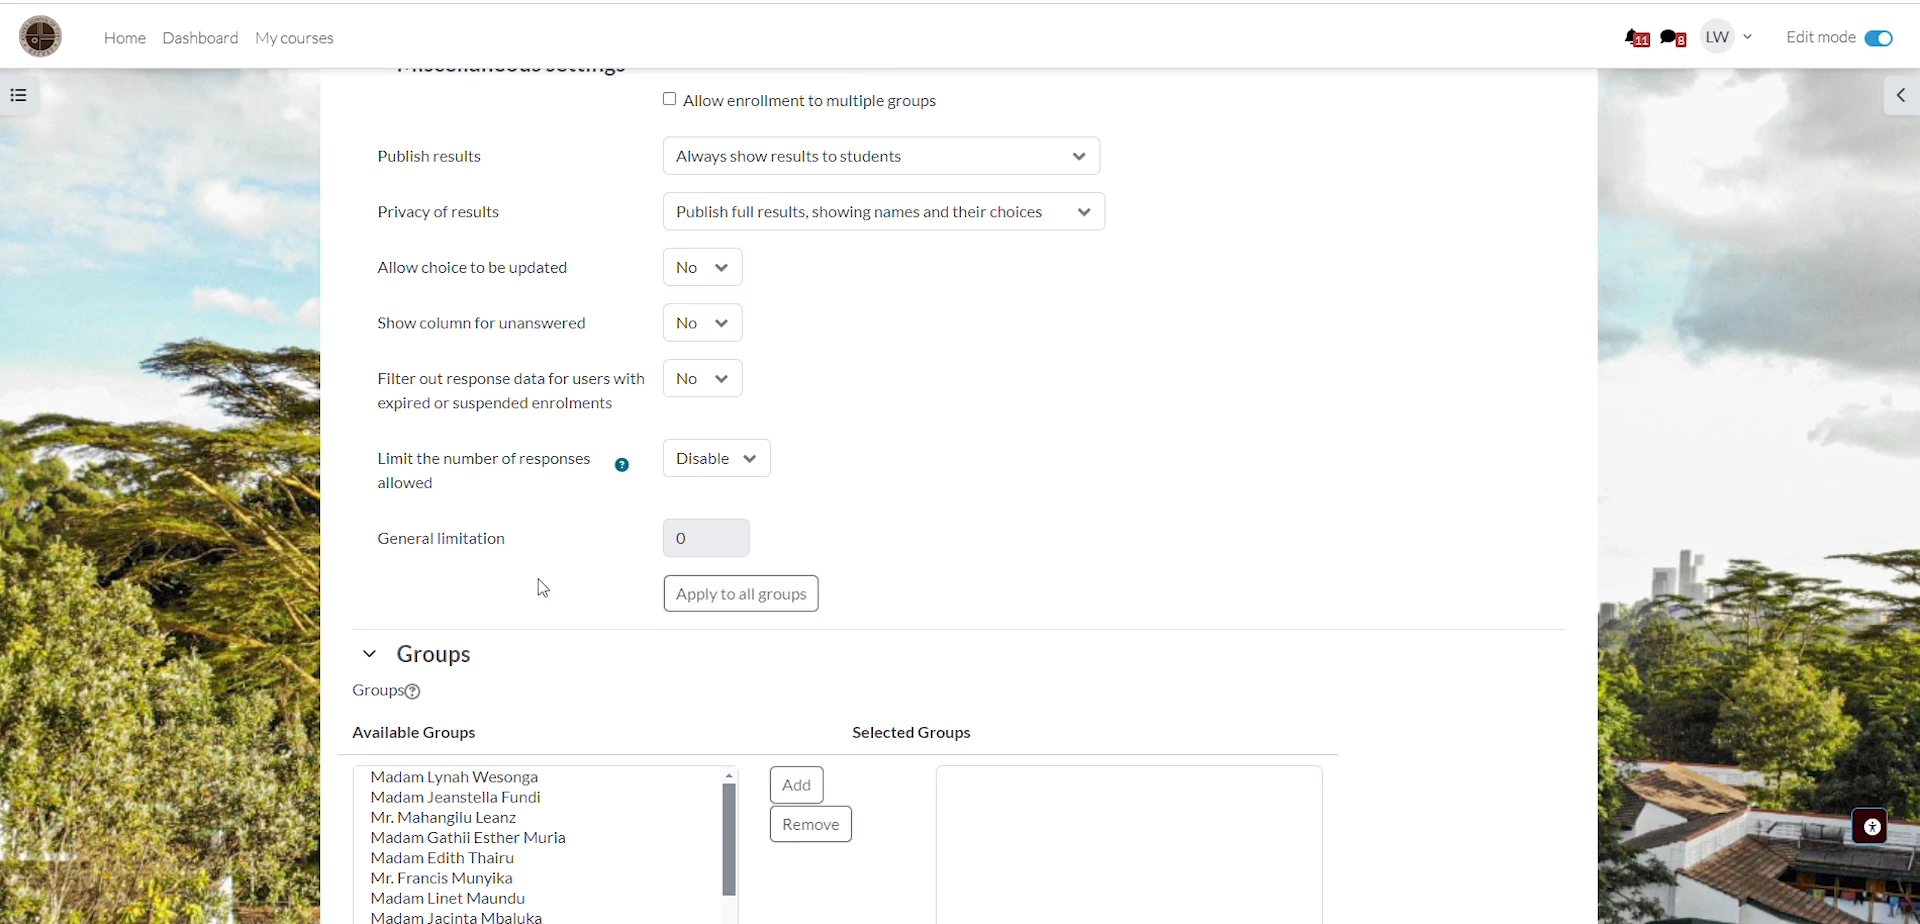 Home Dashboard My courses 11 8 LW Edit mode
Miscellaneous settings
Allow enrollment to multiple groups
Publish results Always show results to students
Privacy of results Publish full results, showing names and their choices
Allow choice to be updated No
Show column for unanswered No
Filter out response data for users with No
expired or suspended enrolments
Limit the number of responses ? Disable
allowed
General limitation 0
Apply to all groups
Groups
Groups ?
Available Groups Selected Groups
Madam Lynah Wesonga Add
Madam Jeanstella Fundi
Mr. Mahangilu Leanz Remove
Madam Gathii Esther Muria
Madam Edith Thairu
Mr. Francis Munyika
Madam Linet Maundu
Madam Jacinta Mbaluka